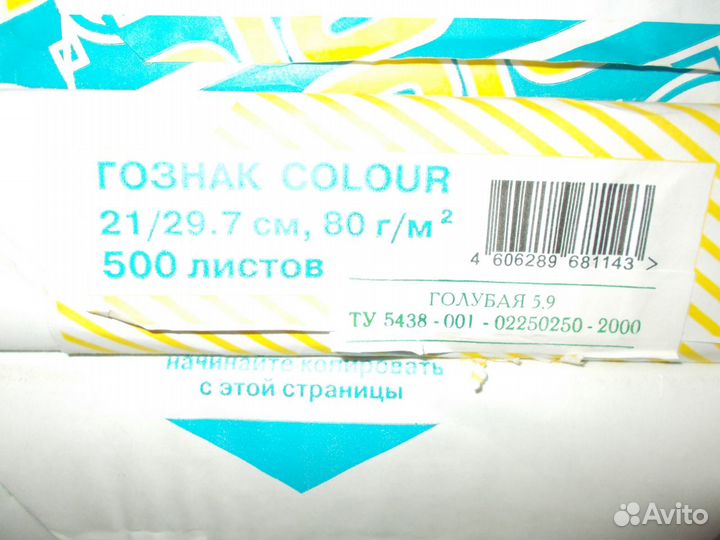 ГОЗНАК COLOUR
21/29.7 см, 80 г/м²
500 листов
4 606289 681143 >
ГОЛУБАЯ 5.9
ТУ 5438 - 001 - 02250250 - 2000
начинайте копировать
с этой страницы
Avito